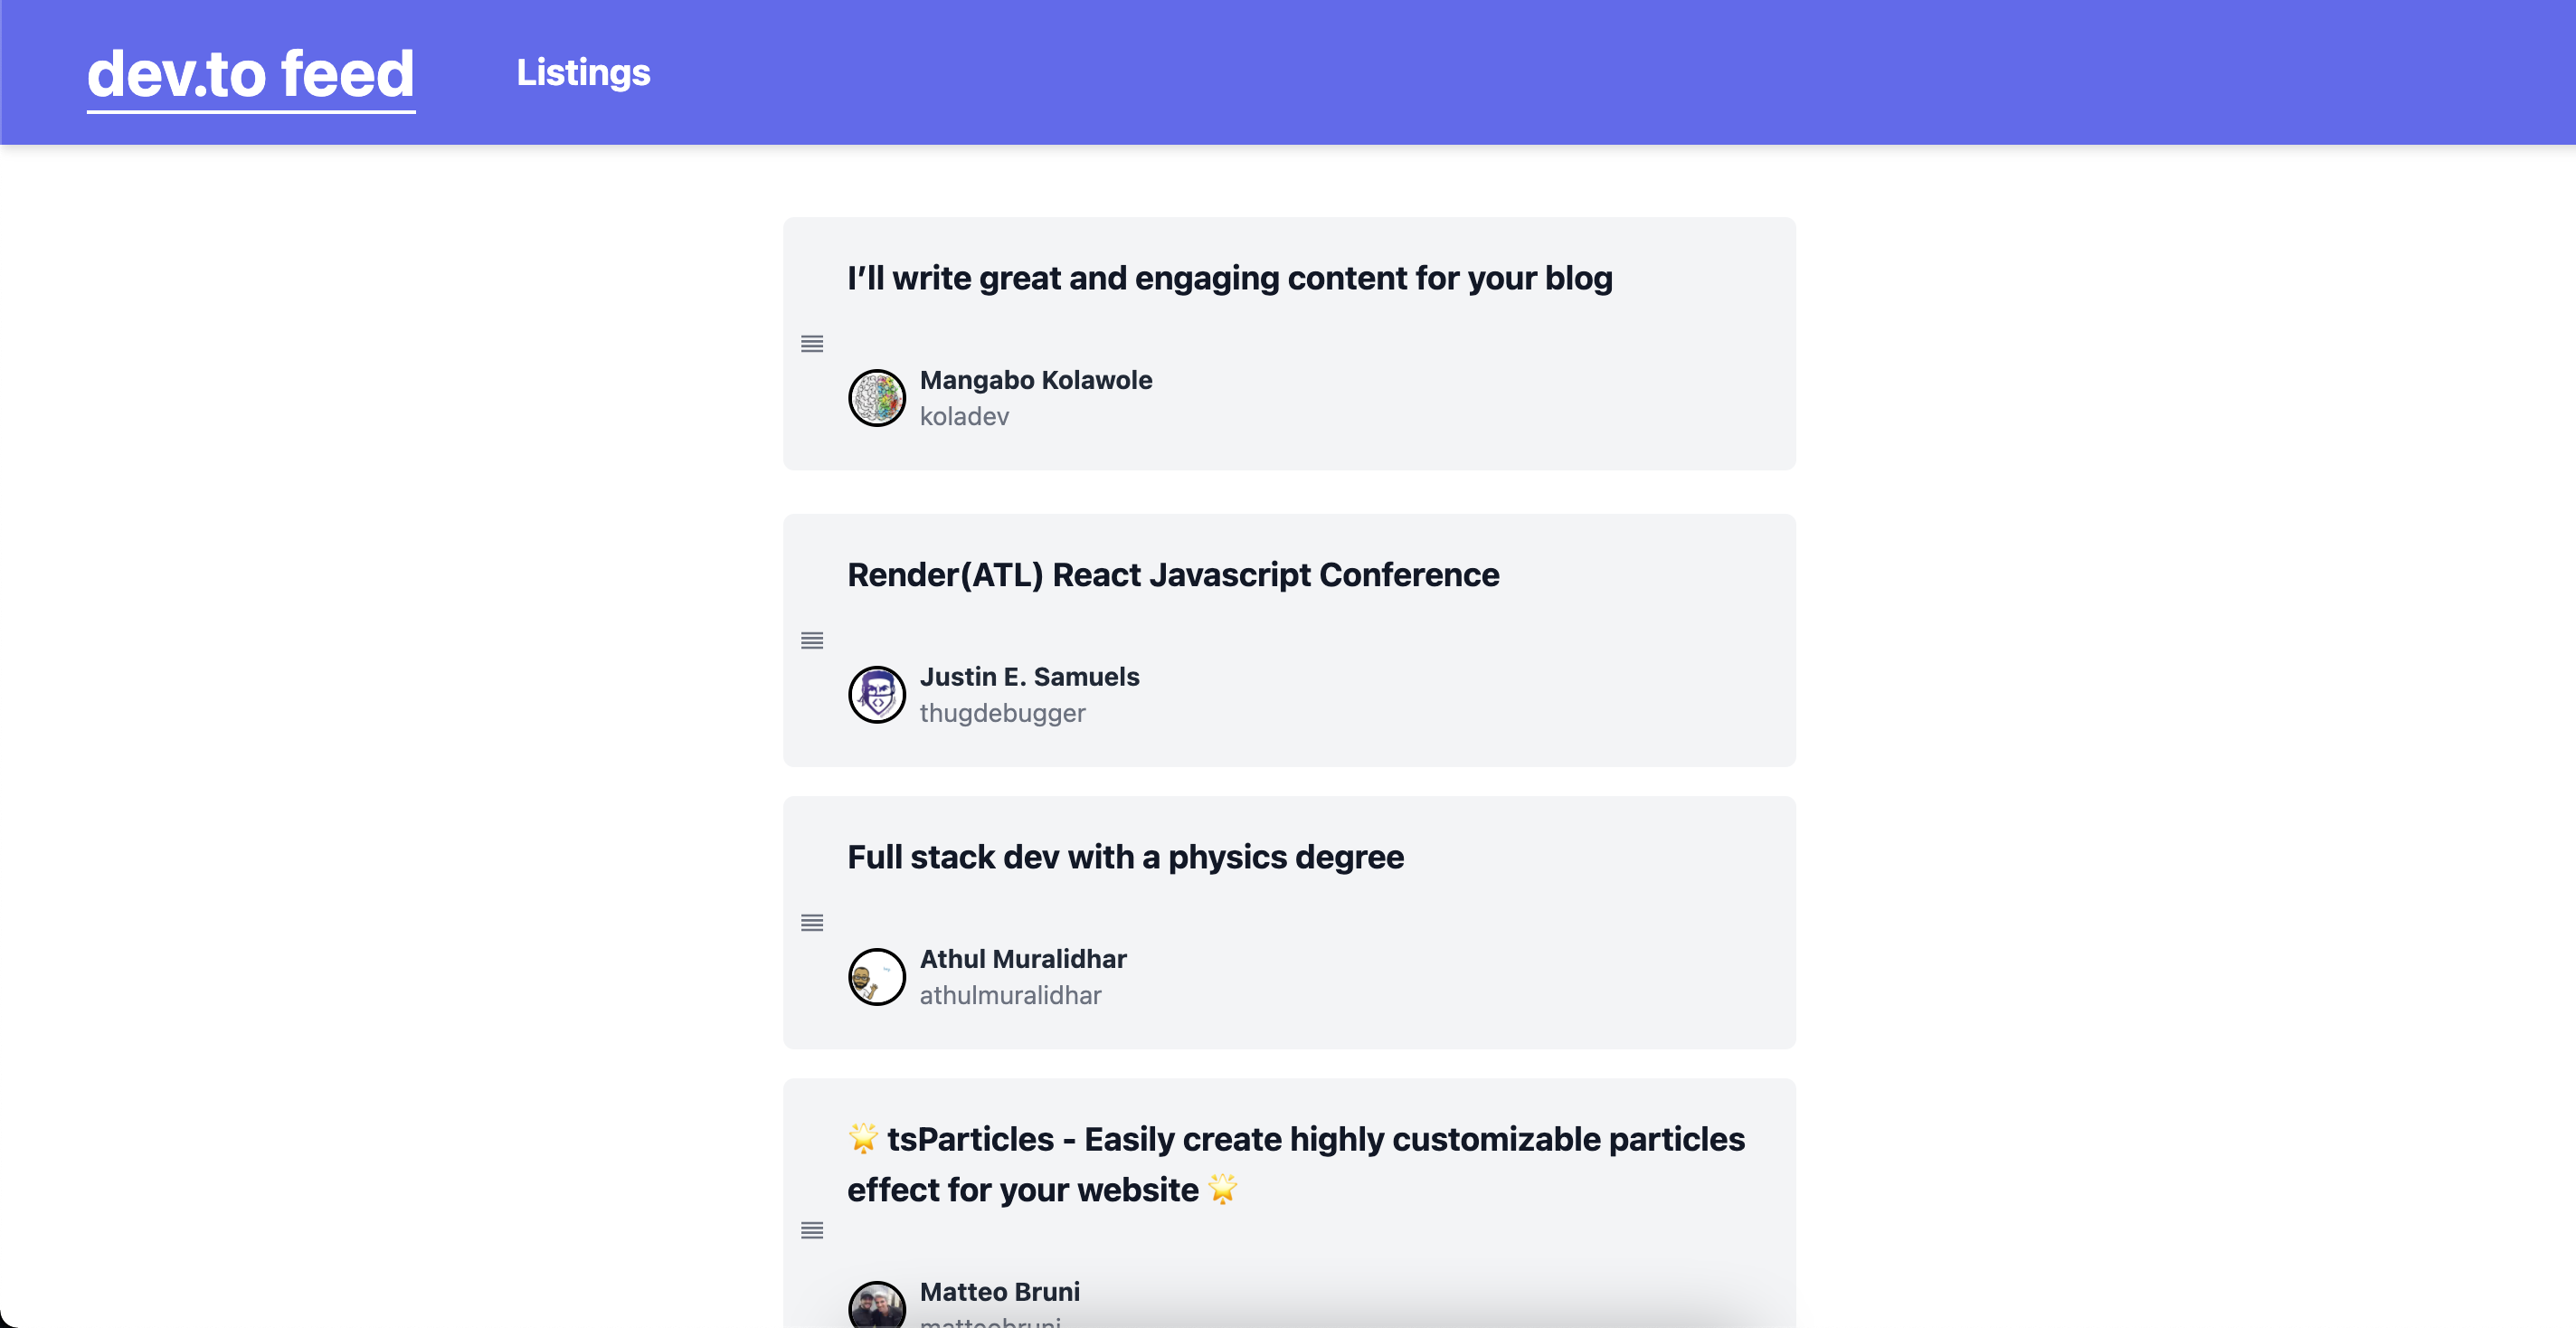 dev.to feed
Listings
I’ll write great and engaging content for your blog
Mangabo Kolawole
koladev
Render(ATL) React Javascript Conference
Justin E. Samuels
thugdebugger
Full stack dev with a physics degree
Athul Muralidhar
athulmuralidhar
🌟 tsParticles - Easily create highly customizable particles
effect for your website 🌟
Matteo Bruni
matteobruni